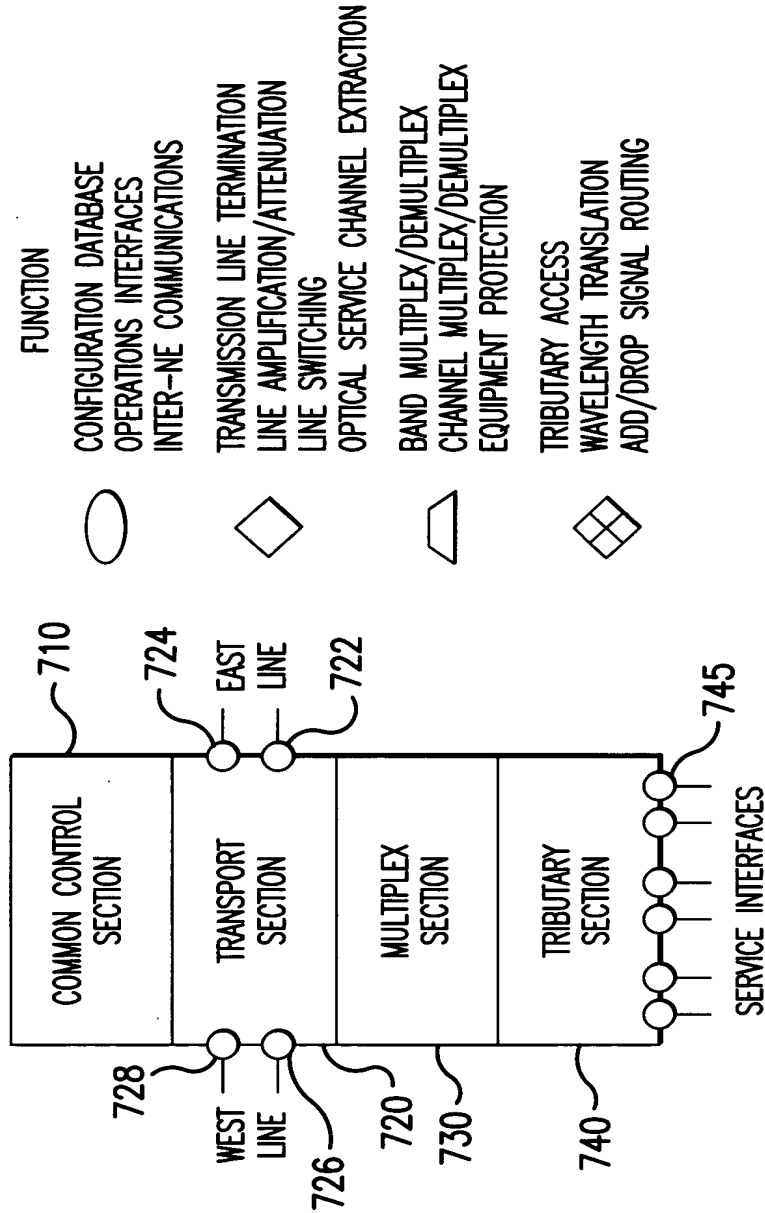 COMMON CONTROL
SECTION
710
TRANSPORT
SECTION
MULTIPLEX
SECTION
TRIBUTARY
SECTION
724
EAST
LINE
722
728
WEST
LINE
726
720
730
740
745
SERVICE INTERFACES
FUNCTION
CONFIGURATION DATABASE
OPERATIONS INTERFACES
INTER-NE COMMUNICATIONS
TRANSMISSION LINE TERMINATION
LINE AMPLIFICATION/ATTENUATION
LINE SWITCHING
OPTICAL SERVICE CHANNEL EXTRACTION
BAND MULTIPLEX/DEMULTIPLEX
CHANNEL MULTIPLEX/DEMULTIPLEX
EQUIPMENT PROTECTION
TRIBUTARY ACCESS
WAVELENGTH TRANSLATION
ADD/DROP SIGNAL ROUTING